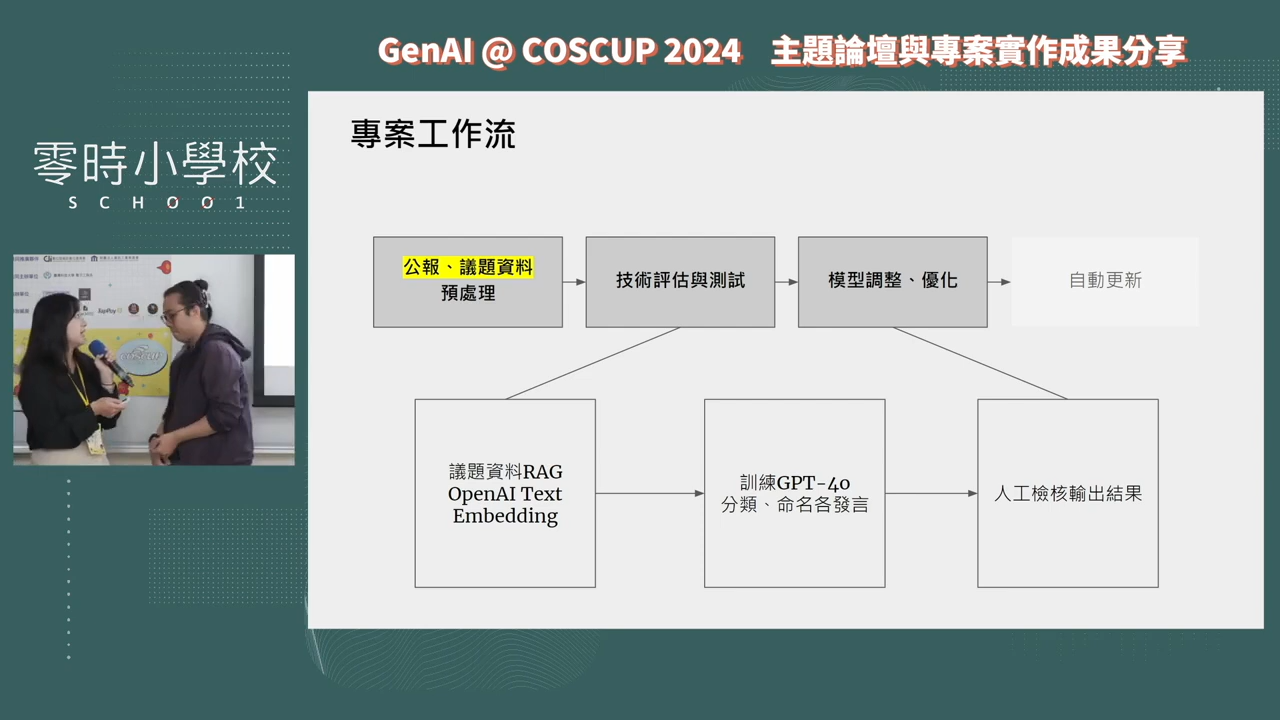 GenAI @ COSCUP 2024 主題論壇與專案實作成果分享
零時小學校
SCHOO1
專案工作流
公報、議題資料
預處理
技術評估與測試
模型調整、優化
自動更新
議題資料RAG
OpenAI Text
Embedding
訓練GPT-4o
分類、命名各發言
人工檢核輸出結果
COSCUP